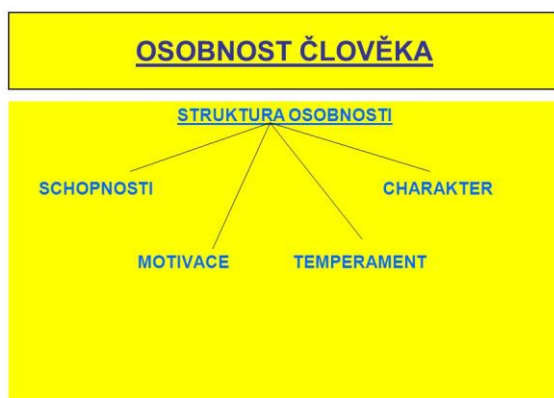 OSOBNOST ČLOVĚKA
STRUKTURA OSOBNOSTI
SCHOPNOSTI CHARAKTER
MOTIVACE TEMPERAMENT